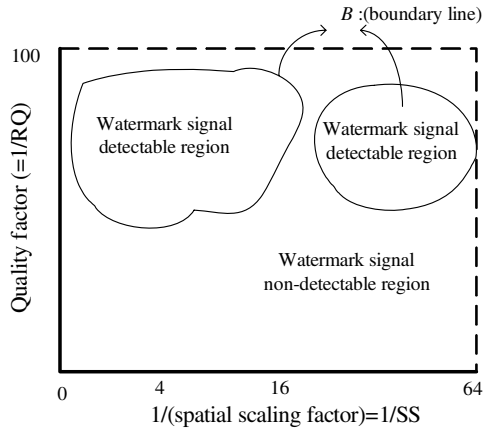 B :(boundary line)
100
Watermark signal
detectable region
Watermark signal
detectable region
Watermark signal
non-detectable region
Quality factor (=1/RQ)
0 4 16 64
1/(spatial scaling factor)=1/SS